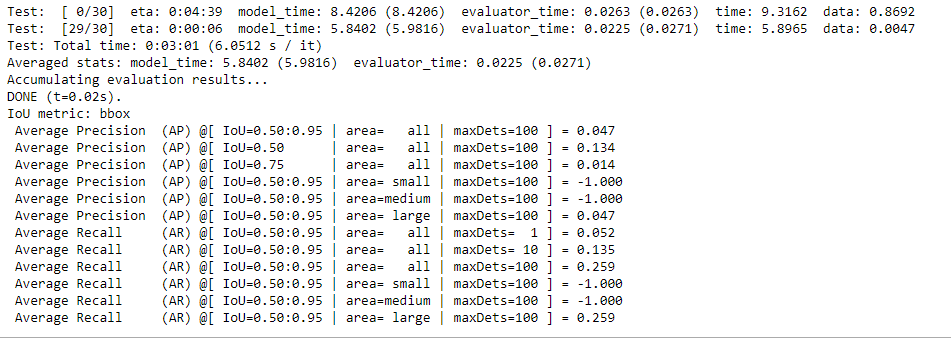 Test:  [ 0/30]  eta: 0:04:39  model_time: 8.4206 (8.4206)  evaluator_time: 0.0263 (0.0263)  time: 9.3162  data: 0.8692
Test:  [29/30]  eta: 0:00:06  model_time: 5.8402 (5.9816)  evaluator_time: 0.0225 (0.0271)  time: 5.8965  data: 0.0047
Test: Total time: 0:03:01 (6.0512 s / it)
Averaged stats: model_time: 5.8402 (5.9816)  evaluator_time: 0.0225 (0.0271)
Accumulating evaluation results...
DONE (t=0.02s).
IoU metric: bbox
 Average Precision  (AP) @[ IoU=0.50:0.95 | area=   all | maxDets=100 ] = 0.047
 Average Precision  (AP) @[ IoU=0.50      | area=   all | maxDets=100 ] = 0.134
 Average Precision  (AP) @[ IoU=0.75      | area=   all | maxDets=100 ] = 0.014
 Average Precision  (AP) @[ IoU=0.50:0.95 | area= small | maxDets=100 ] = -1.000
 Average Precision  (AP) @[ IoU=0.50:0.95 | area=medium | maxDets=100 ] = -1.000
 Average Precision  (AP) @[ IoU=0.50:0.95 | area= large | maxDets=100 ] = 0.047
 Average Recall     (AR) @[ IoU=0.50:0.95 | area=   all | maxDets=  1 ] = 0.052
 Average Recall     (AR) @[ IoU=0.50:0.95 | area=   all | maxDets= 10 ] = 0.135
 Average Recall     (AR) @[ IoU=0.50:0.95 | area=   all | maxDets=100 ] = 0.259
 Average Recall     (AR) @[ IoU=0.50:0.95 | area= small | maxDets=100 ] = -1.000
 Average Recall     (AR) @[ IoU=0.50:0.95 | area=medium | maxDets=100 ] = -1.000
 Average Recall     (AR) @[ IoU=0.50:0.95 | area= large | maxDets=100 ] = 0.259